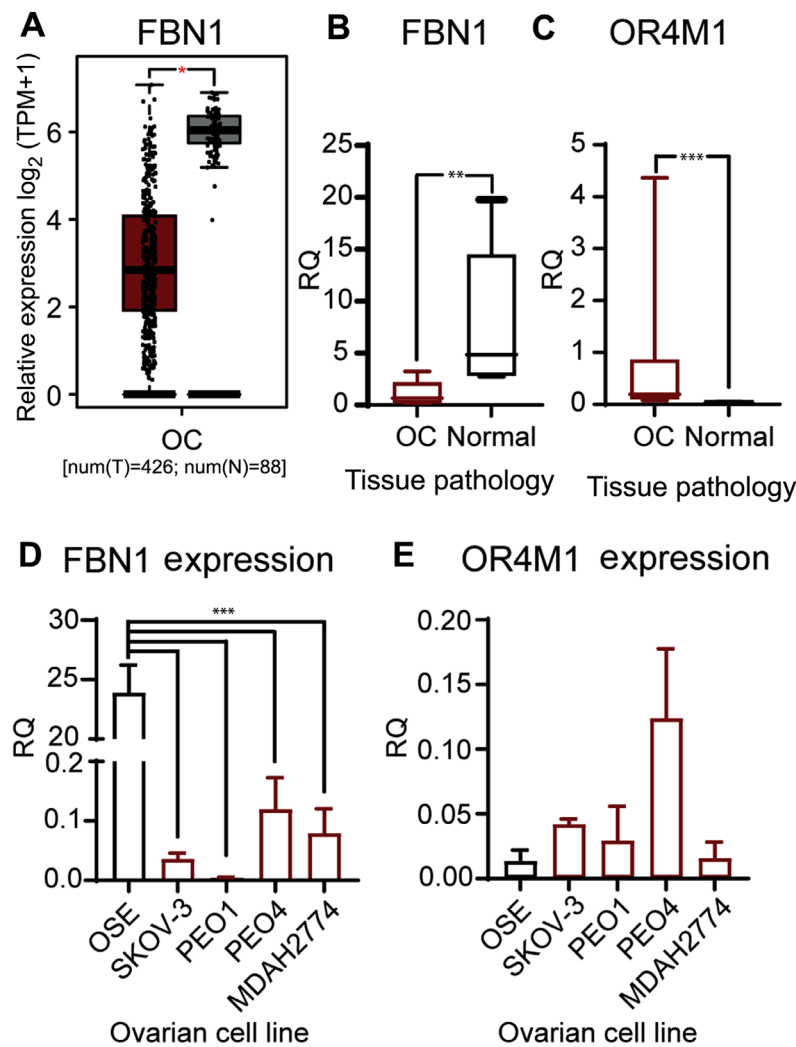 A
FBN1
Relative expression log2 (TPM+1)
*
6
4
2
0
OC
[num(T)=426; num(N)=88]
B
FBN1
RQ
25
20
15
10
5
0
**
OC Normal
Tissue pathology
C
OR4M1
RQ
5
4
3
2
1
0
***
OC Normal
Tissue pathology
D
FBN1 expression
RQ
30
25
20
0.2
0.1
0.0
***
OSE
SKOV-3
PEO1
PEO4
MDAH2774
Ovarian cell line
E
OR4M1 expression
RQ
0.20
0.15
0.10
0.05
0.00
OSE
SKOV-3
PEO1
PEO4
MDAH2774
Ovarian cell line